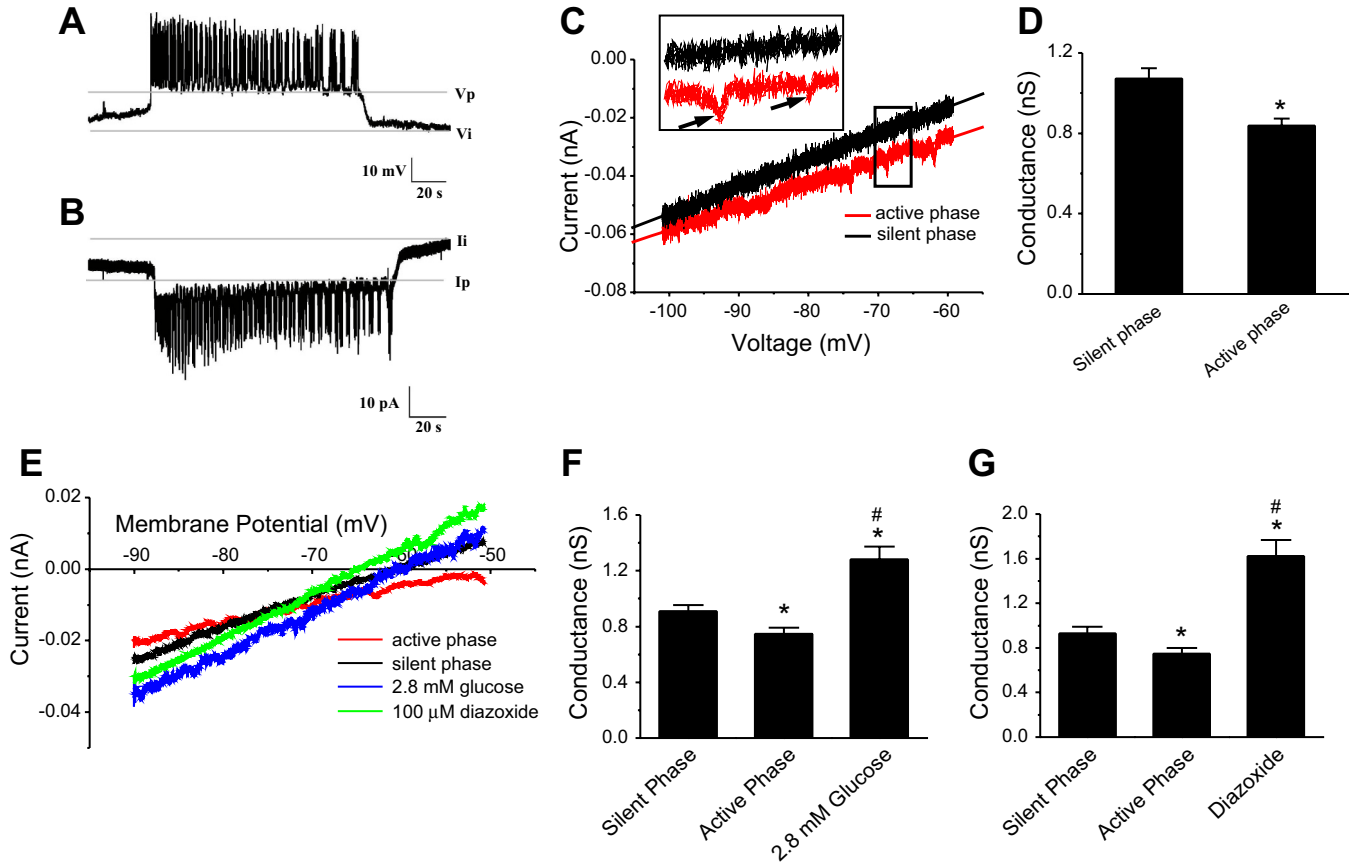 A
Vp
Vi
10 mV
20 s
B
Ii
Ip
10 pA
20 s
C
0.00
-0.02
-0.04
-0.06
-0.08
Current (nA)
active phase
silent phase
-100
-90
-80
-70
-60
Voltage (mV)
D
1.2
0.8
0.4
0.0
Conductance (nS)
*
Silent phase
Active phase
E
0.02
0.00
-0.02
-0.04
Current (nA)
Membrane Potential (mV)
-90
-80
-70
-60
-50
active phase
silent phase
2.8 mM glucose
100 μM diazoxide
F
1.6
1.2
0.8
0.4
0.0
Conductance (nS)
*
#
*
Silent Phase
Active Phase
2.8 mM Glucose
G
2.0
1.6
1.2
0.8
0.4
0.0
Conductance (nS)
*
#
*
Silent Phase
Active Phase
Diazoxide